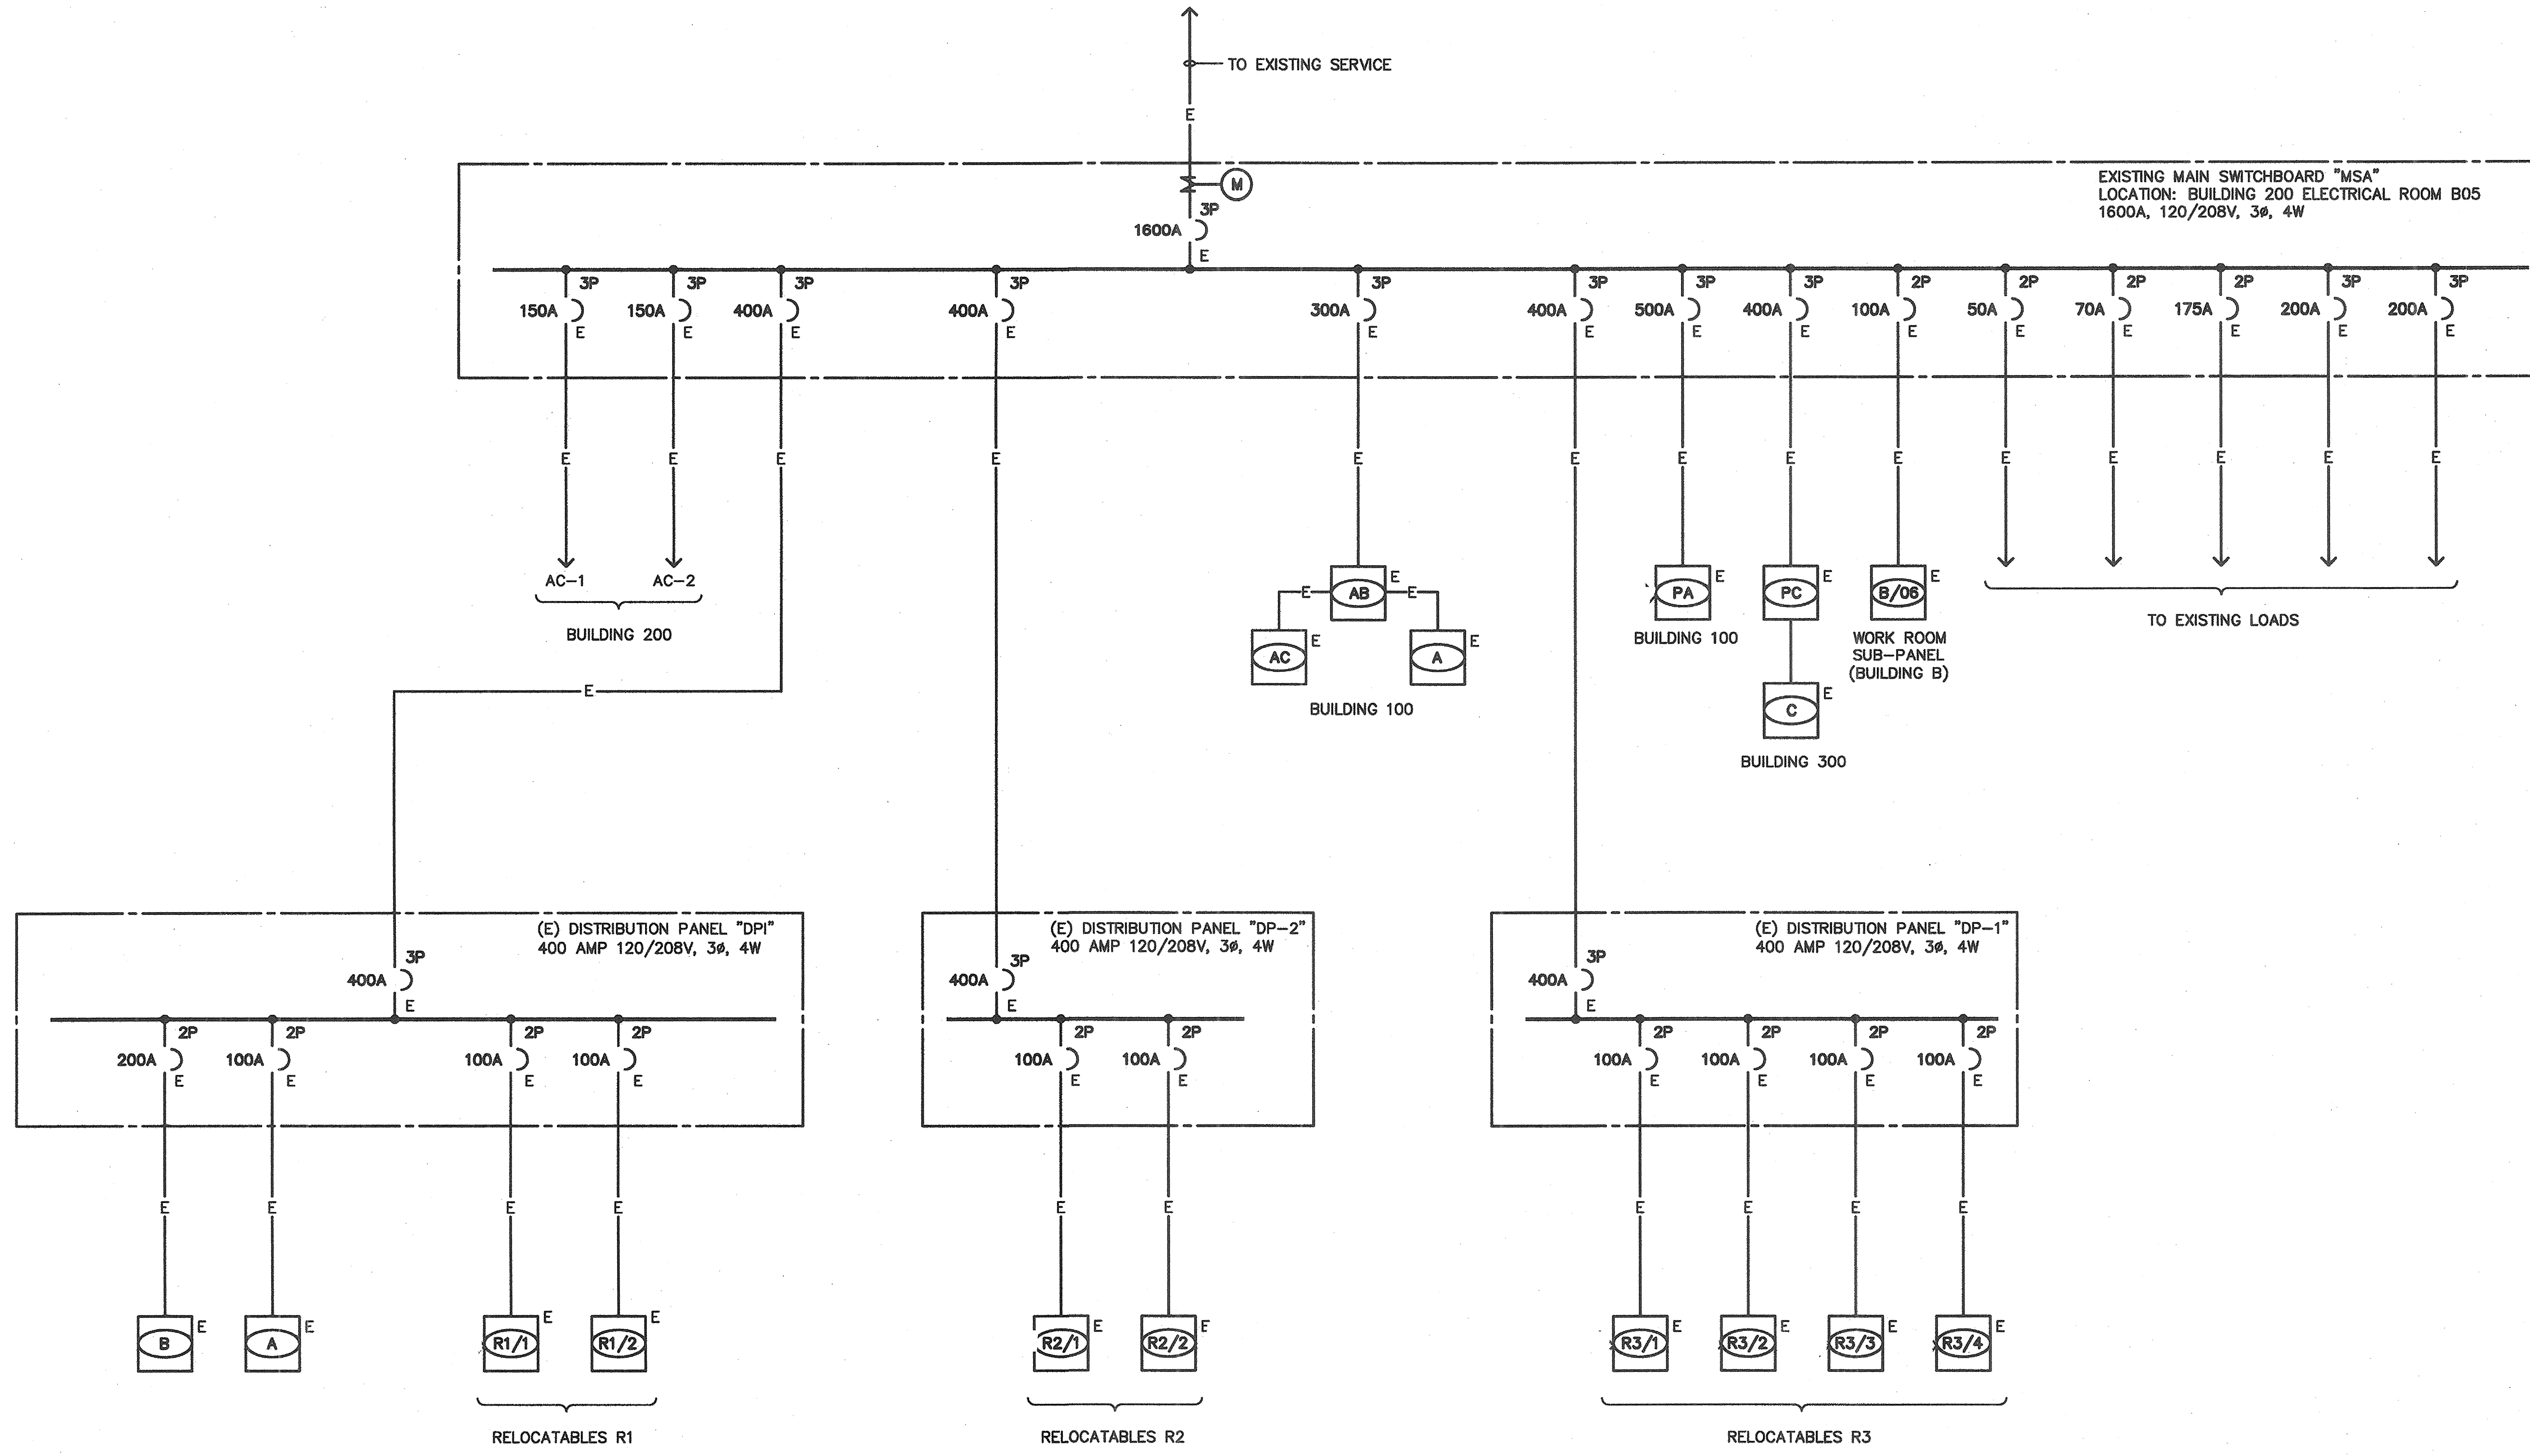 TO EXISTING SERVICE
E
EXISTING MAIN SWITCHBOARD "MSA"
LOCATION: BUILDING 200 ELECTRICAL ROOM B05
1600A, 120/208V, 3ø, 4W
M
3P
1600A
E
3P 3P 3P 3P 3P 3P 3P 3P 2P 2P 2P 2P 3P 3P
150A 150A 400A 400A 300A 400A 500A 400A 100A 50A 70A 175A 200A 200A
E E E E E E E E E E E E E E
E E E E E E E E E E E E E E
AC-1 AC-2
BUILDING 200
AB E
E E
AC E
A E
BUILDING 100
PA E
BUILDING 100
PC E
C E
BUILDING 300
B/06 E
WORK ROOM
SUB-PANEL
(BUILDING B)
TO EXISTING LOADS
E
(E) DISTRIBUTION PANEL "DPI"
400 AMP 120/208V, 3ø, 4W
3P
400A
E
2P 2P 2P 2P
200A 100A 100A 100A
E E E E
E E E E
E E E E
B A R1/1 R1/2
RELOCATABLES R1
(E) DISTRIBUTION PANEL "DP-2"
400 AMP 120/208V, 3ø, 4W
3P
400A
E
2P 2P
100A 100A
E E
E E
E E
R2/1 R2/2
RELOCATABLES R2
(E) DISTRIBUTION PANEL "DP-1"
400 AMP 120/208V, 3ø, 4W
3P
400A
E
2P 2P 2P 2P
100A 100A 100A 100A
E E E E
E E E E
E E E E
R3/1 R3/2 R3/3 R3/4
RELOCATABLES R3